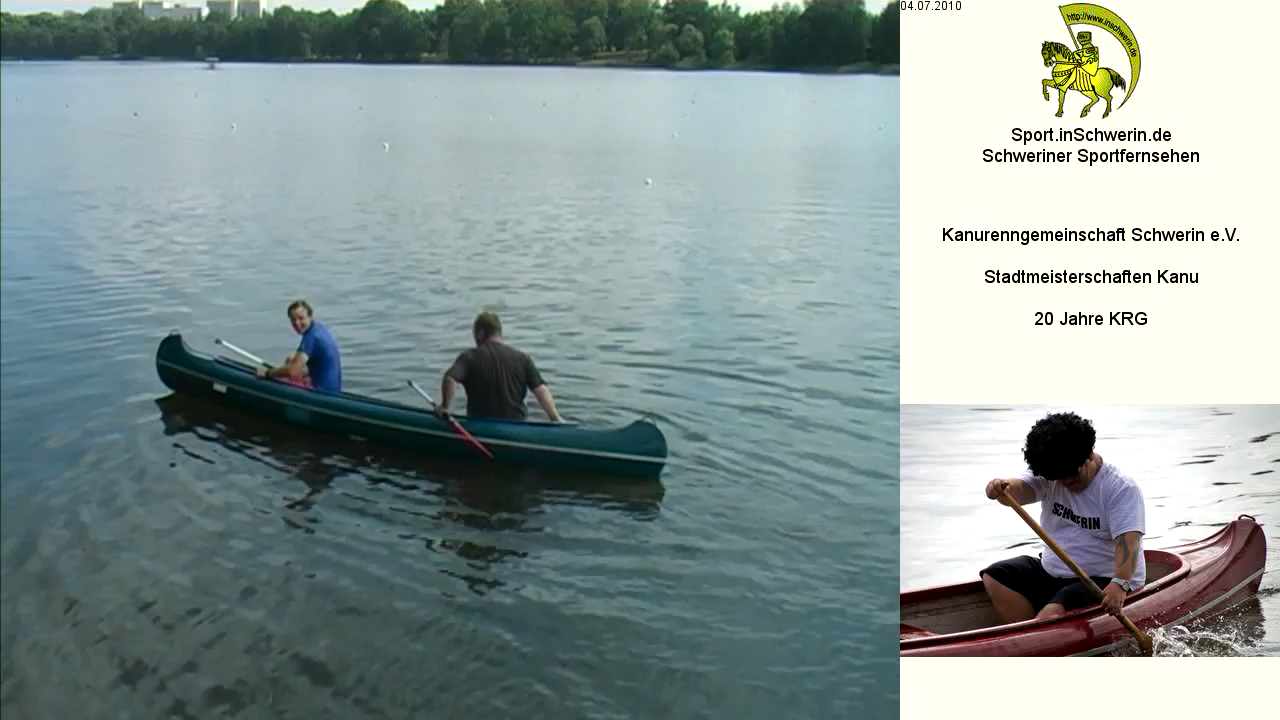 04.07.2010
http://www.inschwerin.de
Sport.inSchwerin.de
Schweriner Sportfernsehen
Kanurenngemeinschaft Schwerin e.V.
Stadtmeisterschaften Kanu
20 Jahre KRG
SCHWERIN